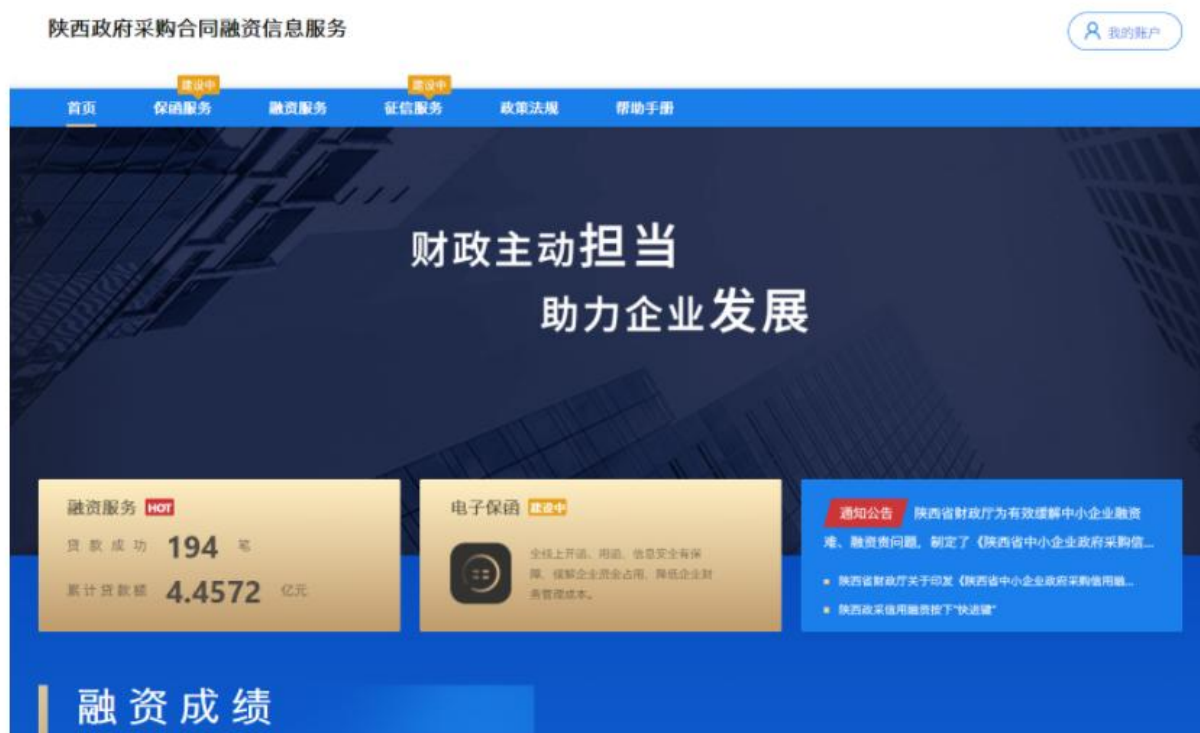 陕西政府采购合同融资信息服务
我的账户
建设中
建设中
首页 保函服务 融资服务 征信服务 政策法规 帮助手册
财政主动担当
助力企业发展
融资服务 HOT
贷款成功 194 笔
累计贷款额 4.4572 亿元
电子保函 建设中
全线上开函、用函、信息安全有保
障、缓解企业资金占用、降低企业财
务管理成本。
通知公告 陕西省财政厅为有效缓解中小企业融资
难、融资贵问题，制定了《陕西省中小企业政府采购信...
陕西省财政厅关于印发《陕西省中小企业政府采购信用融...
陕西政采信用融资按下“快进键”
融资成绩